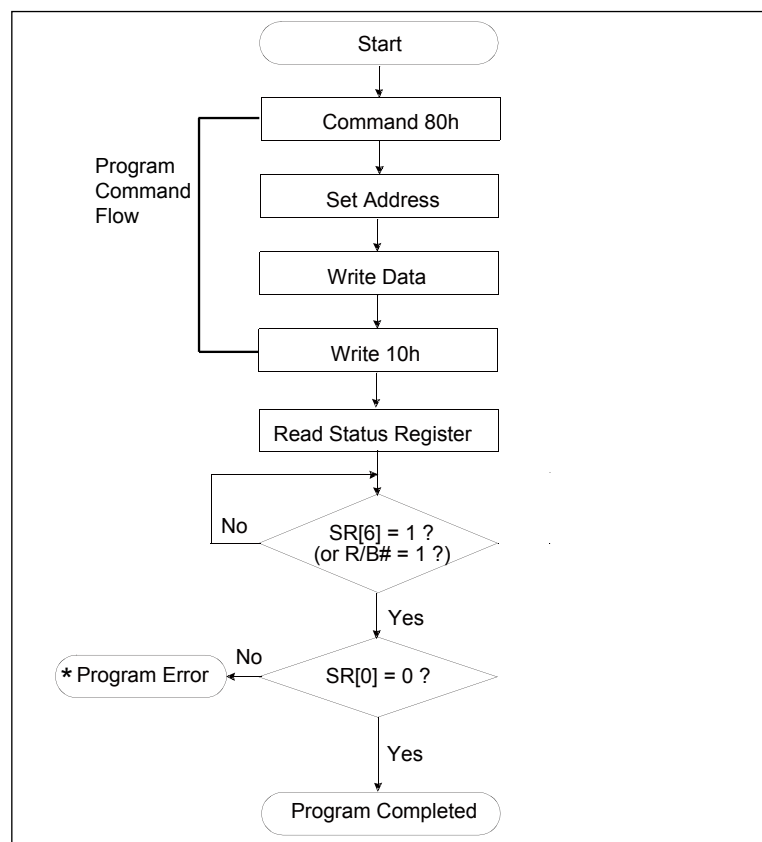 Start
Command 80h
Program
Command
Flow
Set Address
Write Data
Write 10h
Read Status Register
No
SR[6] = 1 ?
(or R/B# = 1 ?)
Yes
* Program Error
No
SR[0] = 0 ?
Yes
Program Completed